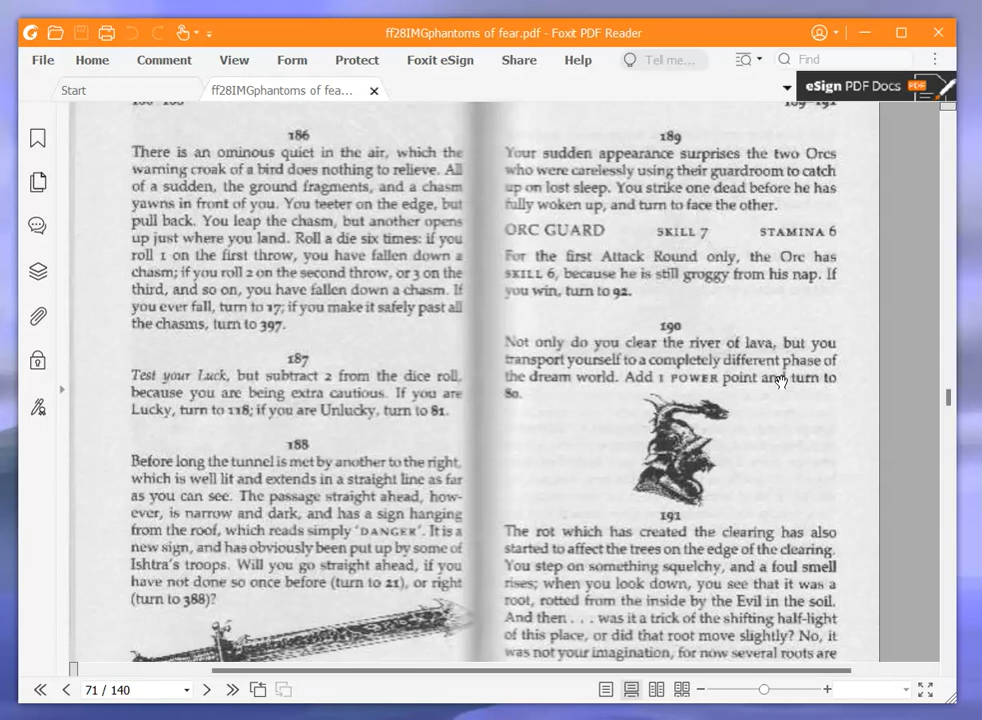 ff28IMGphantoms of fear.pdf - Foxit PDF Reader
File
Home
Comment
View
Form
Protect
Foxit eSign
Share
Help
Tell me...
Find
Start
ff28IMGphantoms of fea...
eSign PDF Docs
PDF
186
There is an ominous quiet in the air, which the
warning croak of a bird does nothing to relieve. All
of a sudden, the ground fragments, and a chasm
yawns in front of you. You teeter on the edge, but
pull back. You leap the chasm, but another opens
up just where you land. Roll a die six times: if you
roll 1 on the first throw, you have fallen down a
chasm; if you roll 2 on the second throw, or 3 on the
third, and so on, you have fallen down a chasm. If
you ever fall, turn to 17; if you make it safely past all
the chasms, turn to 397.
187
Test your Luck, but subtract 2 from the dice roll,
because you are being extra cautious. If you are
Lucky, turn to 118; if you are Unlucky, turn to 81.
188
Before long the tunnel is met by another to the right,
which is well lit and extends in a straight line as far
as you can see. The passage straight ahead, how-
ever, is narrow and dark, and has a sign hanging
from the roof, which reads simply 'DANGER'. It is a
new sign, and has obviously been put up by some of
Ishtra's troops. Will you go straight ahead, if you
have not done so once before (turn to 21), or right
(turn to 388)?
189
Your sudden appearance surprises the two Orcs
who were carelessly using their guardroom to catch
up on lost sleep. You strike one dead before he has
fully woken up, and turn to face the other.
ORC GUARD SKILL 7 STAMINA 6
For the first Attack Round only, the Orc has
SKILL 6, because he is still groggy from his nap. If
you win, turn to 92.
190
Not only do you clear the river of lava, but you
transport yourself to a completely different phase of
the dream world. Add 1 POWER point and turn to
80.
191
The rot which has created the clearing has also
started to affect the trees on the edge of the clearing.
You step on something squelchy, and a foul smell
rises; when you look down, you see that it was a
root, rotted from the inside by the Evil in the soil.
And then . . . was it a trick of the shifting half-light
of this place, or did that root move slightly? No, it
was not your imagination, for now several roots are
71 / 140